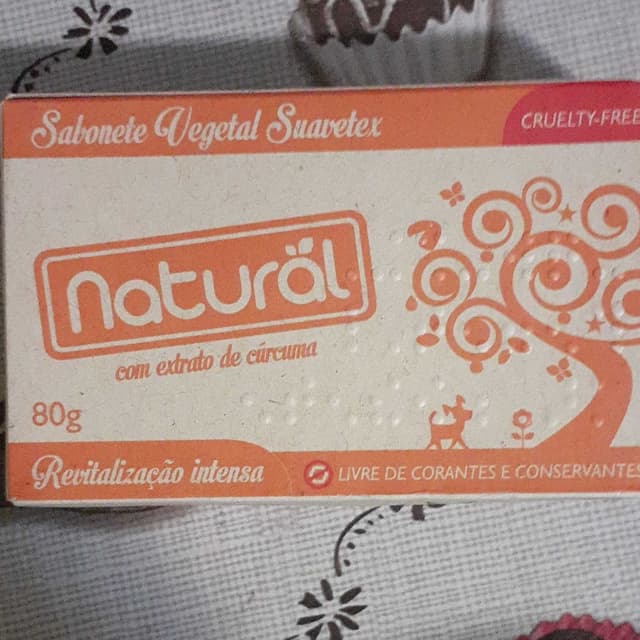 Sabonete Vegetal Suavetex
CRUELTY-FREE
naturäl
com extrato de cúrcuma
80g
Revitalização intensa
LIVRE DE CORANTES E CONSERVANTES